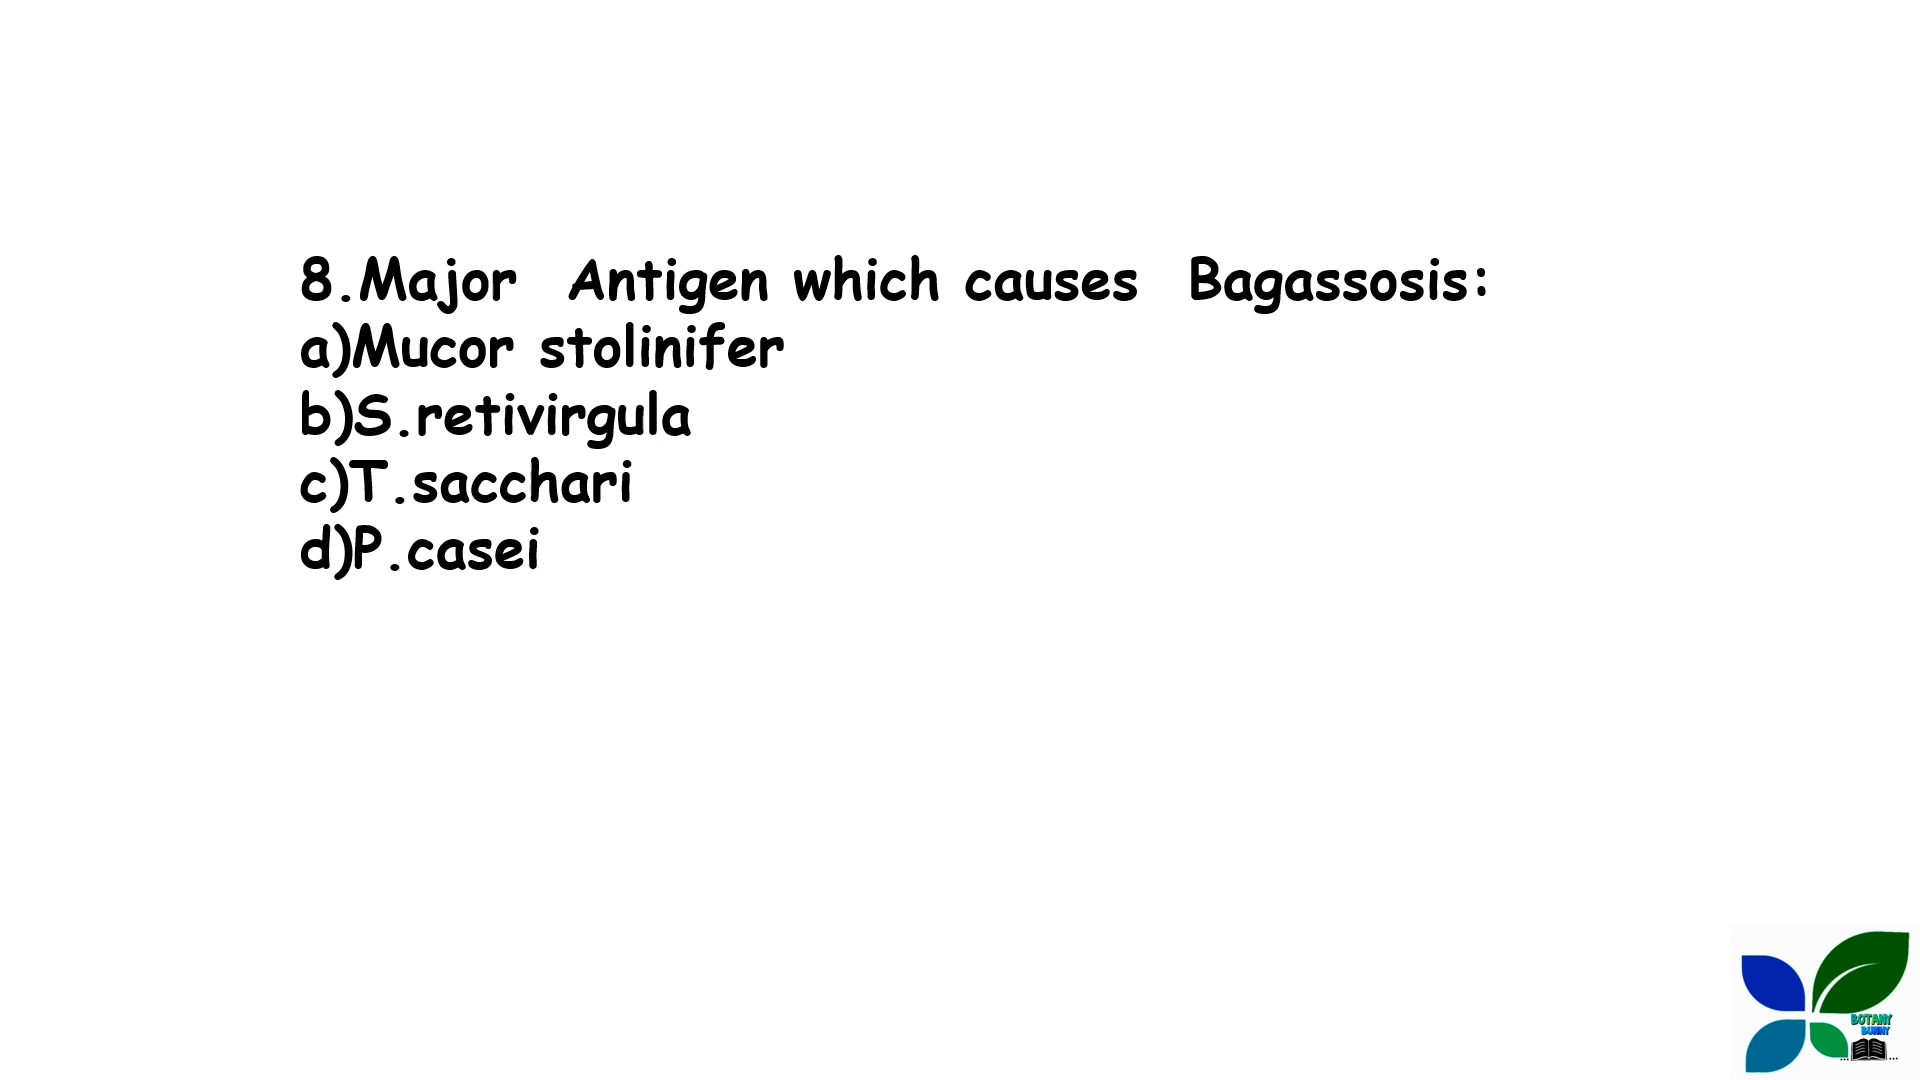 8.Major  Antigen which causes  Bagassosis:
a)Mucor stolinifer
b)S.retivirgula
c)T.sacchari
d)P.casei
BOTANY
BUNNY